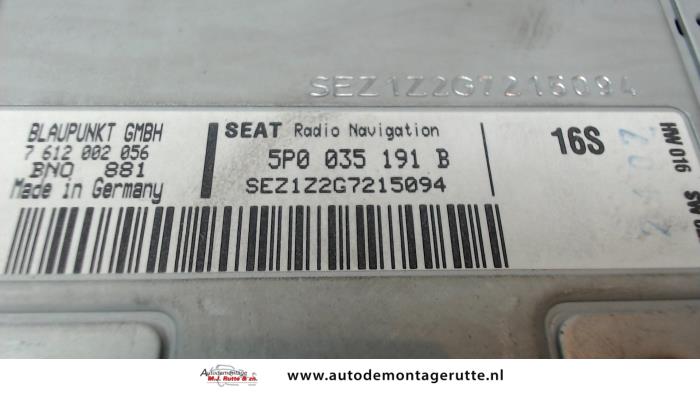 SEZ1Z2G7215094
BLAUPUNKT GMBH
7 612 002 056
BNO 881
Made in Germany
SEAT Radio Navigation
5P0 035 191 B
SEZ1Z2G7215094
16S
HW 016
SW
Autodemontage
M.J. Rutte & zn.
www.autodemontagerutte.nl